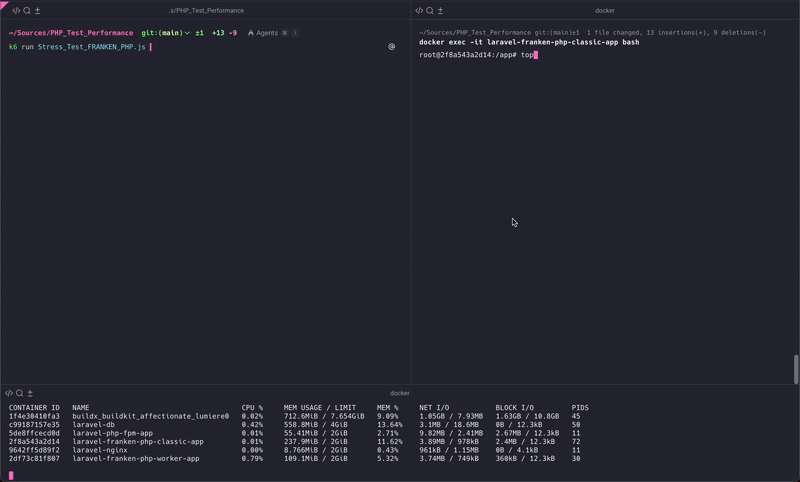 ...s/PHP_Test_Performance
~/Sources/PHP_Test_Performance git:(main) ±1 +13 -9 Agents ⌘ I
k6 run Stress_Test_FRANKEN_PHP.js
@
docker
~/Sources/PHP_Test_Performance git:(main)±1 1 file changed, 13 insertions(+), 9 deletions(-)
docker exec -it laravel-franken-php-classic-app bash
root@2f8a543a2d14:/app# top
docker
CONTAINER ID NAME CPU % MEM USAGE / LIMIT MEM % NET I/O BLOCK I/O PIDS
1f4e30410fa3 buildx_buildkit_affectionate_lumiere0 0.02% 712.6MiB / 7.654GiB 9.09% 1.05GB / 7.93MB 1.63GB / 10.8GB 45
c99187157e35 laravel-db 0.42% 558.8MiB / 4GiB 13.64% 3.1MB / 18.6MB 0B / 12.3kB 50
5de8ffcecd0d laravel-php-fpm-app 0.01% 55.41MiB / 2GiB 2.71% 9.82MB / 2.41MB 2.67MB / 12.3kB 11
2f8a543a2d14 laravel-franken-php-classic-app 0.01% 237.9MiB / 2GiB 11.62% 3.89MB / 978kB 2.4MB / 12.3kB 72
9642ff5d89f2 laravel-nginx 0.00% 8.766MiB / 2GiB 0.43% 961kB / 1.15MB 0B / 4.1kB 11
2df73c81f807 laravel-franken-php-worker-app 0.79% 109.1MiB / 2GiB 5.32% 3.74MB / 749kB 360kB / 12.3kB 30